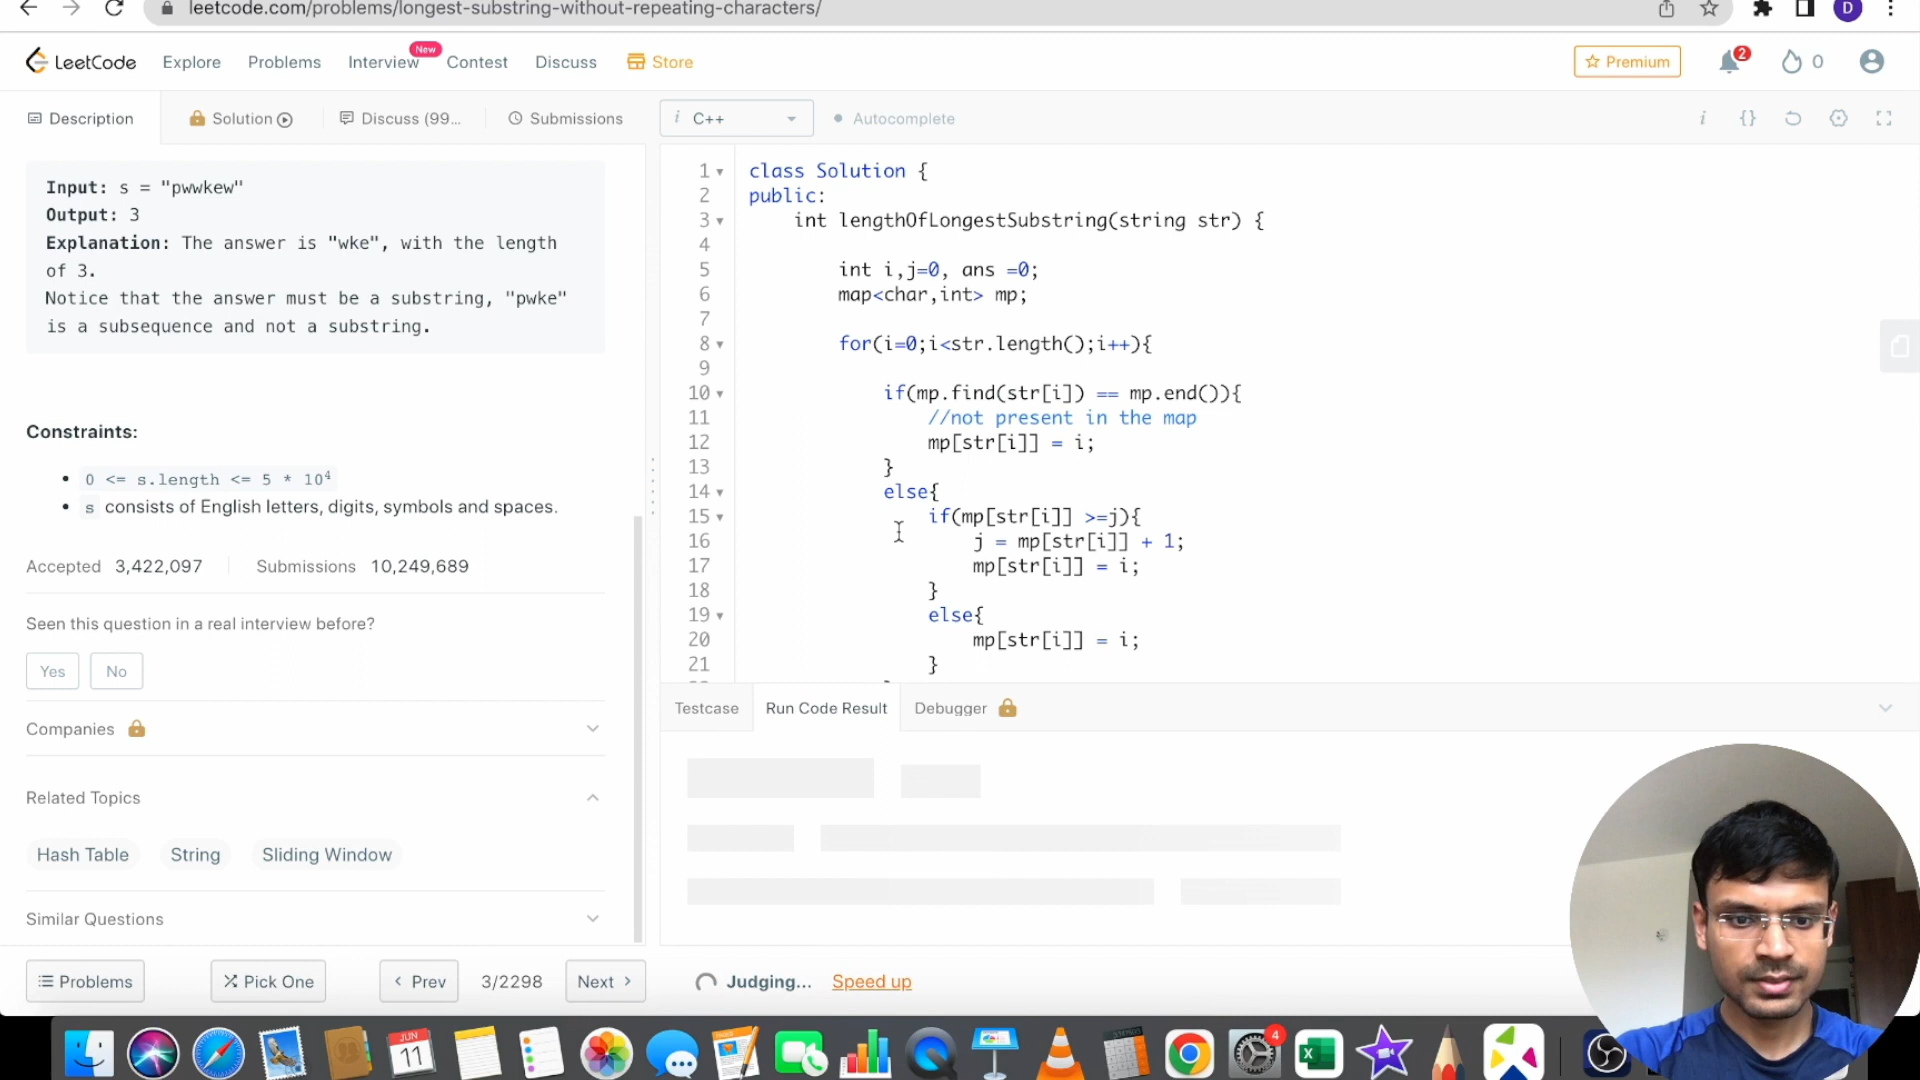 leetcode.com/problems/longest-substring-without-repeating-characters/
D
LeetCode Explore Problems Interview New Contest Discuss Store Premium 2 0
Description Solution Discuss (99... Submissions
i C++ Autocomplete i {}
Input: s = "pwwkew"
Output: 3
Explanation: The answer is "wke", with the length
of 3.
Notice that the answer must be a substring, "pwke"
is a subsequence and not a substring.
Constraints:
0 <= s.length <= 5 * 10⁴
s consists of English letters, digits, symbols and spaces.
Accepted 3,422,097 Submissions 10,249,689
Seen this question in a real interview before?
Yes No
Companies
Related Topics
Hash Table String Sliding Window
Similar Questions
1 class Solution {
2 public:
3 int lengthOfLongestSubstring(string str) {
4
5 int i,j=0, ans =0;
6 map<char,int> mp;
7
8 for(i=0;i<str.length();i++){
9
10 if(mp.find(str[i]) == mp.end()){
11 //not present in the map
12 mp[str[i]] = i;
13 }
14 else{
15 if(mp[str[i]] >=j){
16 j = mp[str[i]] + 1;
17 mp[str[i]] = i;
18 }
19 else{
20 mp[str[i]] = i;
21 }
Testcase Run Code Result Debugger
Problems Pick One Prev 3/2298 Next Judging... Speed up
JUN
11
4